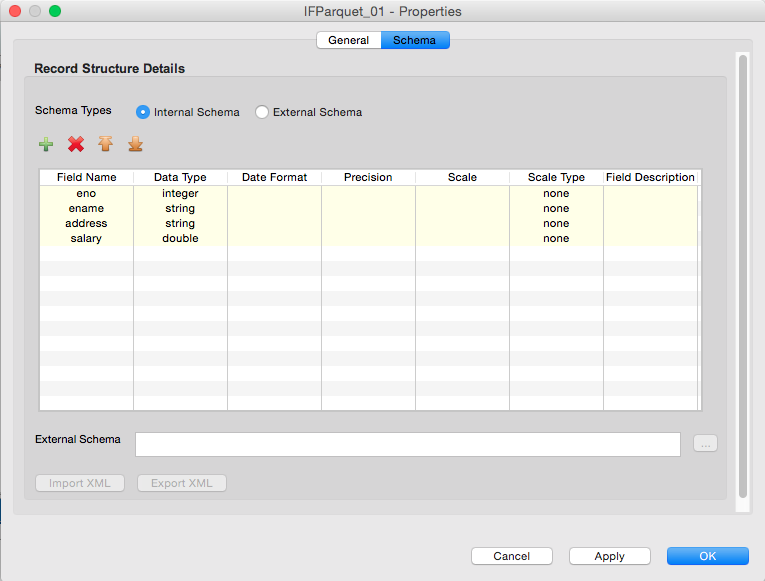 IFParquet_01 - Properties
General Schema
Record Structure Details
Schema Types Internal Schema External Schema
Field Name Data Type Date Format Precision Scale Scale Type Field Description
eno integer none
ename string none
address string none
salary double none
External Schema ...
Import XML Export XML
Cancel Apply OK